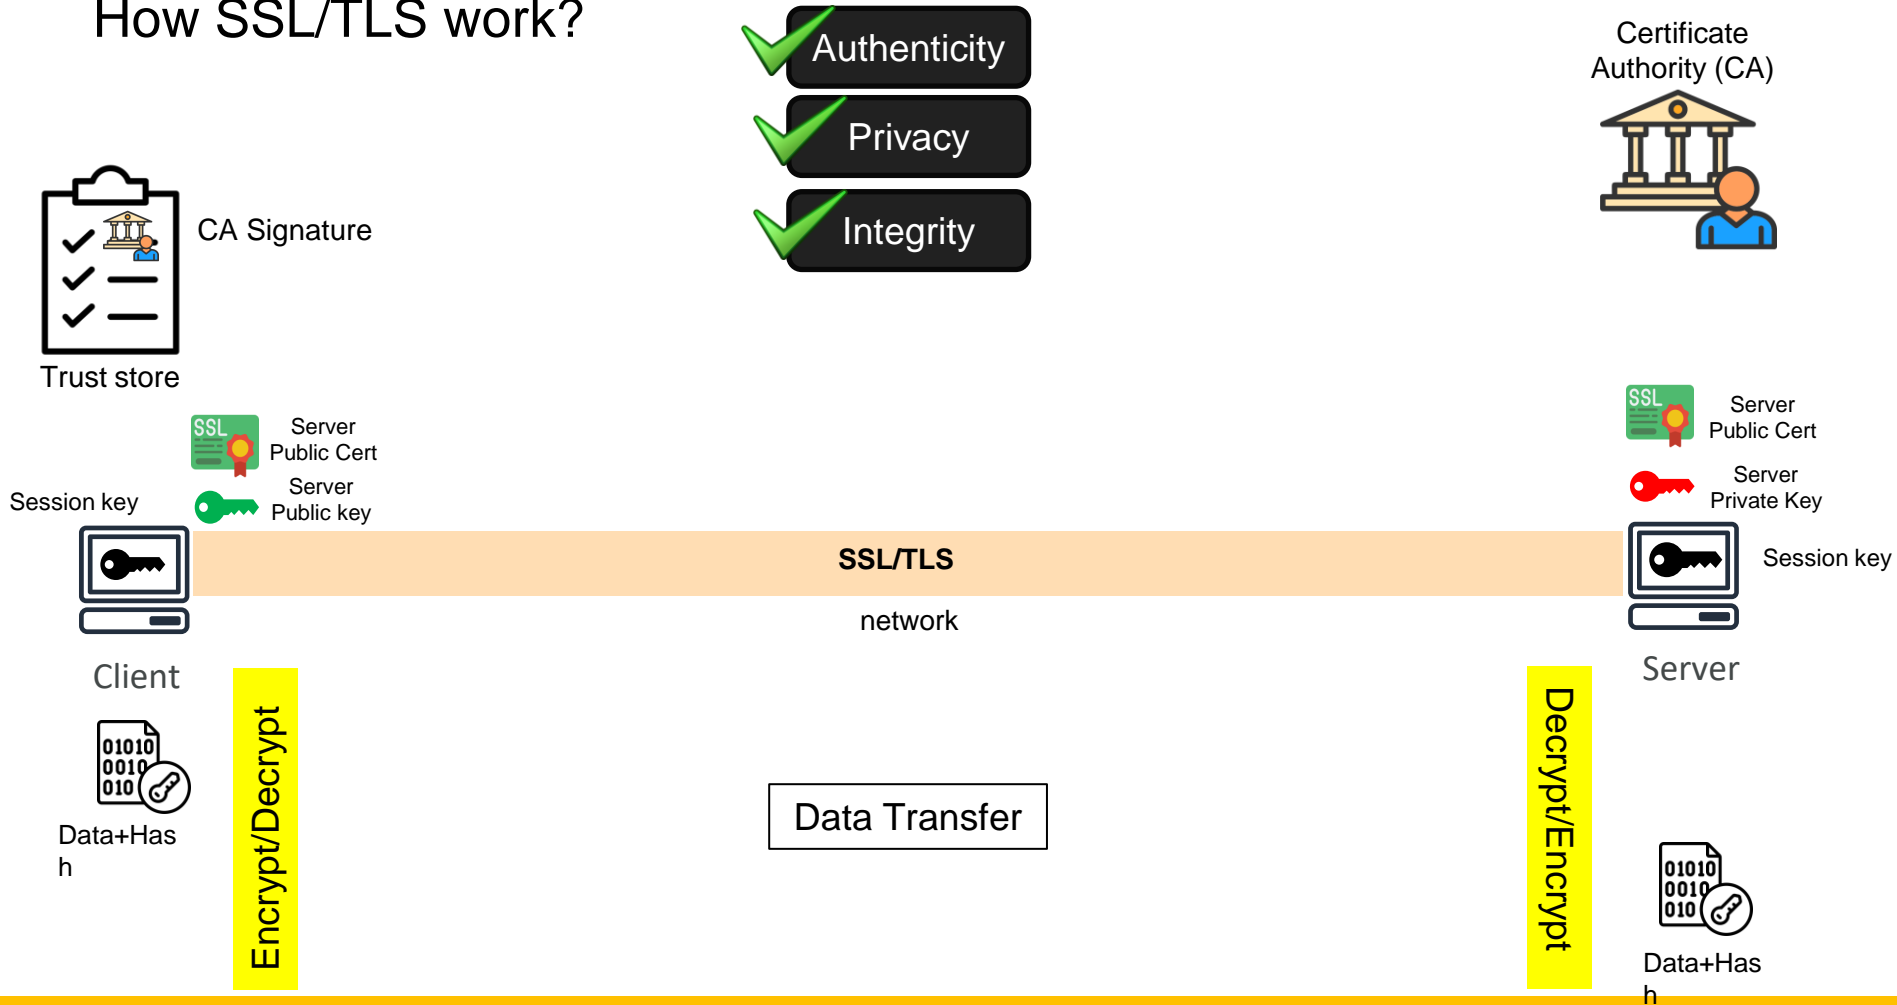 How SSL/TLS work?
Authenticity
Privacy
Integrity
Certificate
Authority (CA)
CA Signature
Trust store
SSL
Server
Public Cert
Server
Public key
Session key
SSL
Server
Public Cert
Server
Private Key
Session key
SSL/TLS
network
Client
Server
01010
0010
010
Data+Has
h
Encrypt/Decrypt
Data Transfer
Decrypt/Encrypt
01010
0010
010
Data+Has
h